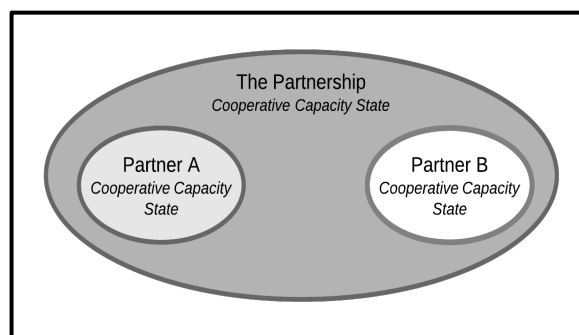 The Partnership
Cooperative Capacity State
Partner A
Cooperative Capacity
State
Partner B
Cooperative Capacity
State